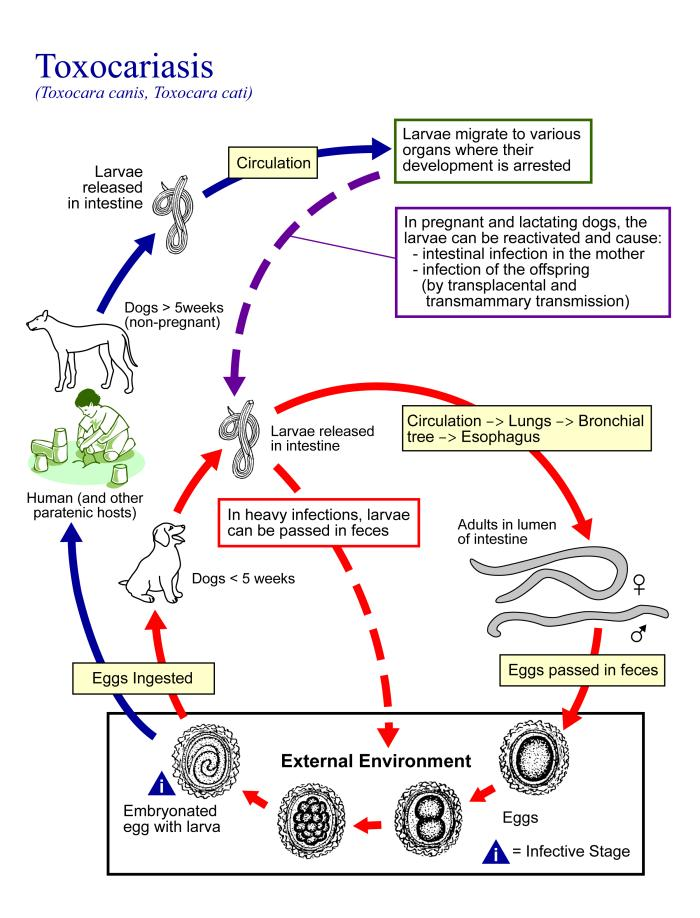 Toxocariasis
(Toxocara canis, Toxocara cati)
Larvae migrate to various
organs where their
development is arrested
Circulation
Larvae
released
in intestine
In pregnant and lactating dogs, the
larvae can be reactivated and cause:
- intestinal infection in the mother
- infection of the offspring
(by transplacental and
transmammary transmission)
Dogs > 5weeks
(non-pregnant)
Circulation –> Lungs –> Bronchial
tree –> Esophagus
Larvae released
in intestine
Human (and other
paratenic hosts)
In heavy infections, larvae
can be passed in feces
Adults in lumen
of intestine
♀
Dogs < 5 weeks
♂
Eggs Ingested
Eggs passed in feces
External Environment
i
Embryonated
egg with larva
Eggs
i = Infective Stage